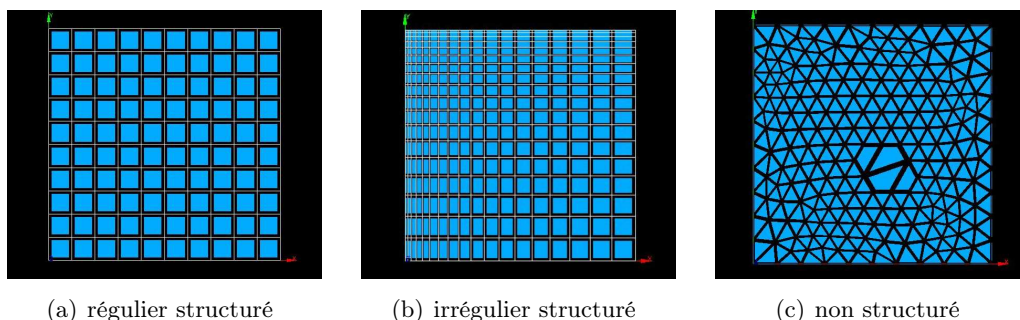 (a) régulier structuré
(b) irrégulier structuré
(c) non structuré